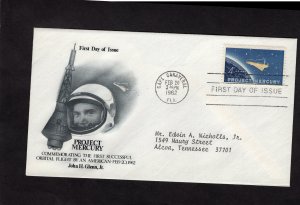 First Day of Issue
CAPE CANAVERAL
FEB 20
1962
FLA.
PROJECT MERCURY
FIRST DAY OF ISSUE
PROJECT
MERCURY
COMMEMORATING THE FIRST SUCCESSFUL
ORBITAL FLIGHT BY AN AMERICAN-FEB. 20, 1962
John H. Glenn, Jr.
Mr. Edwin A. Nicholls, Jr.
1549 Haung Street
Alcoa, Tennessee 37701